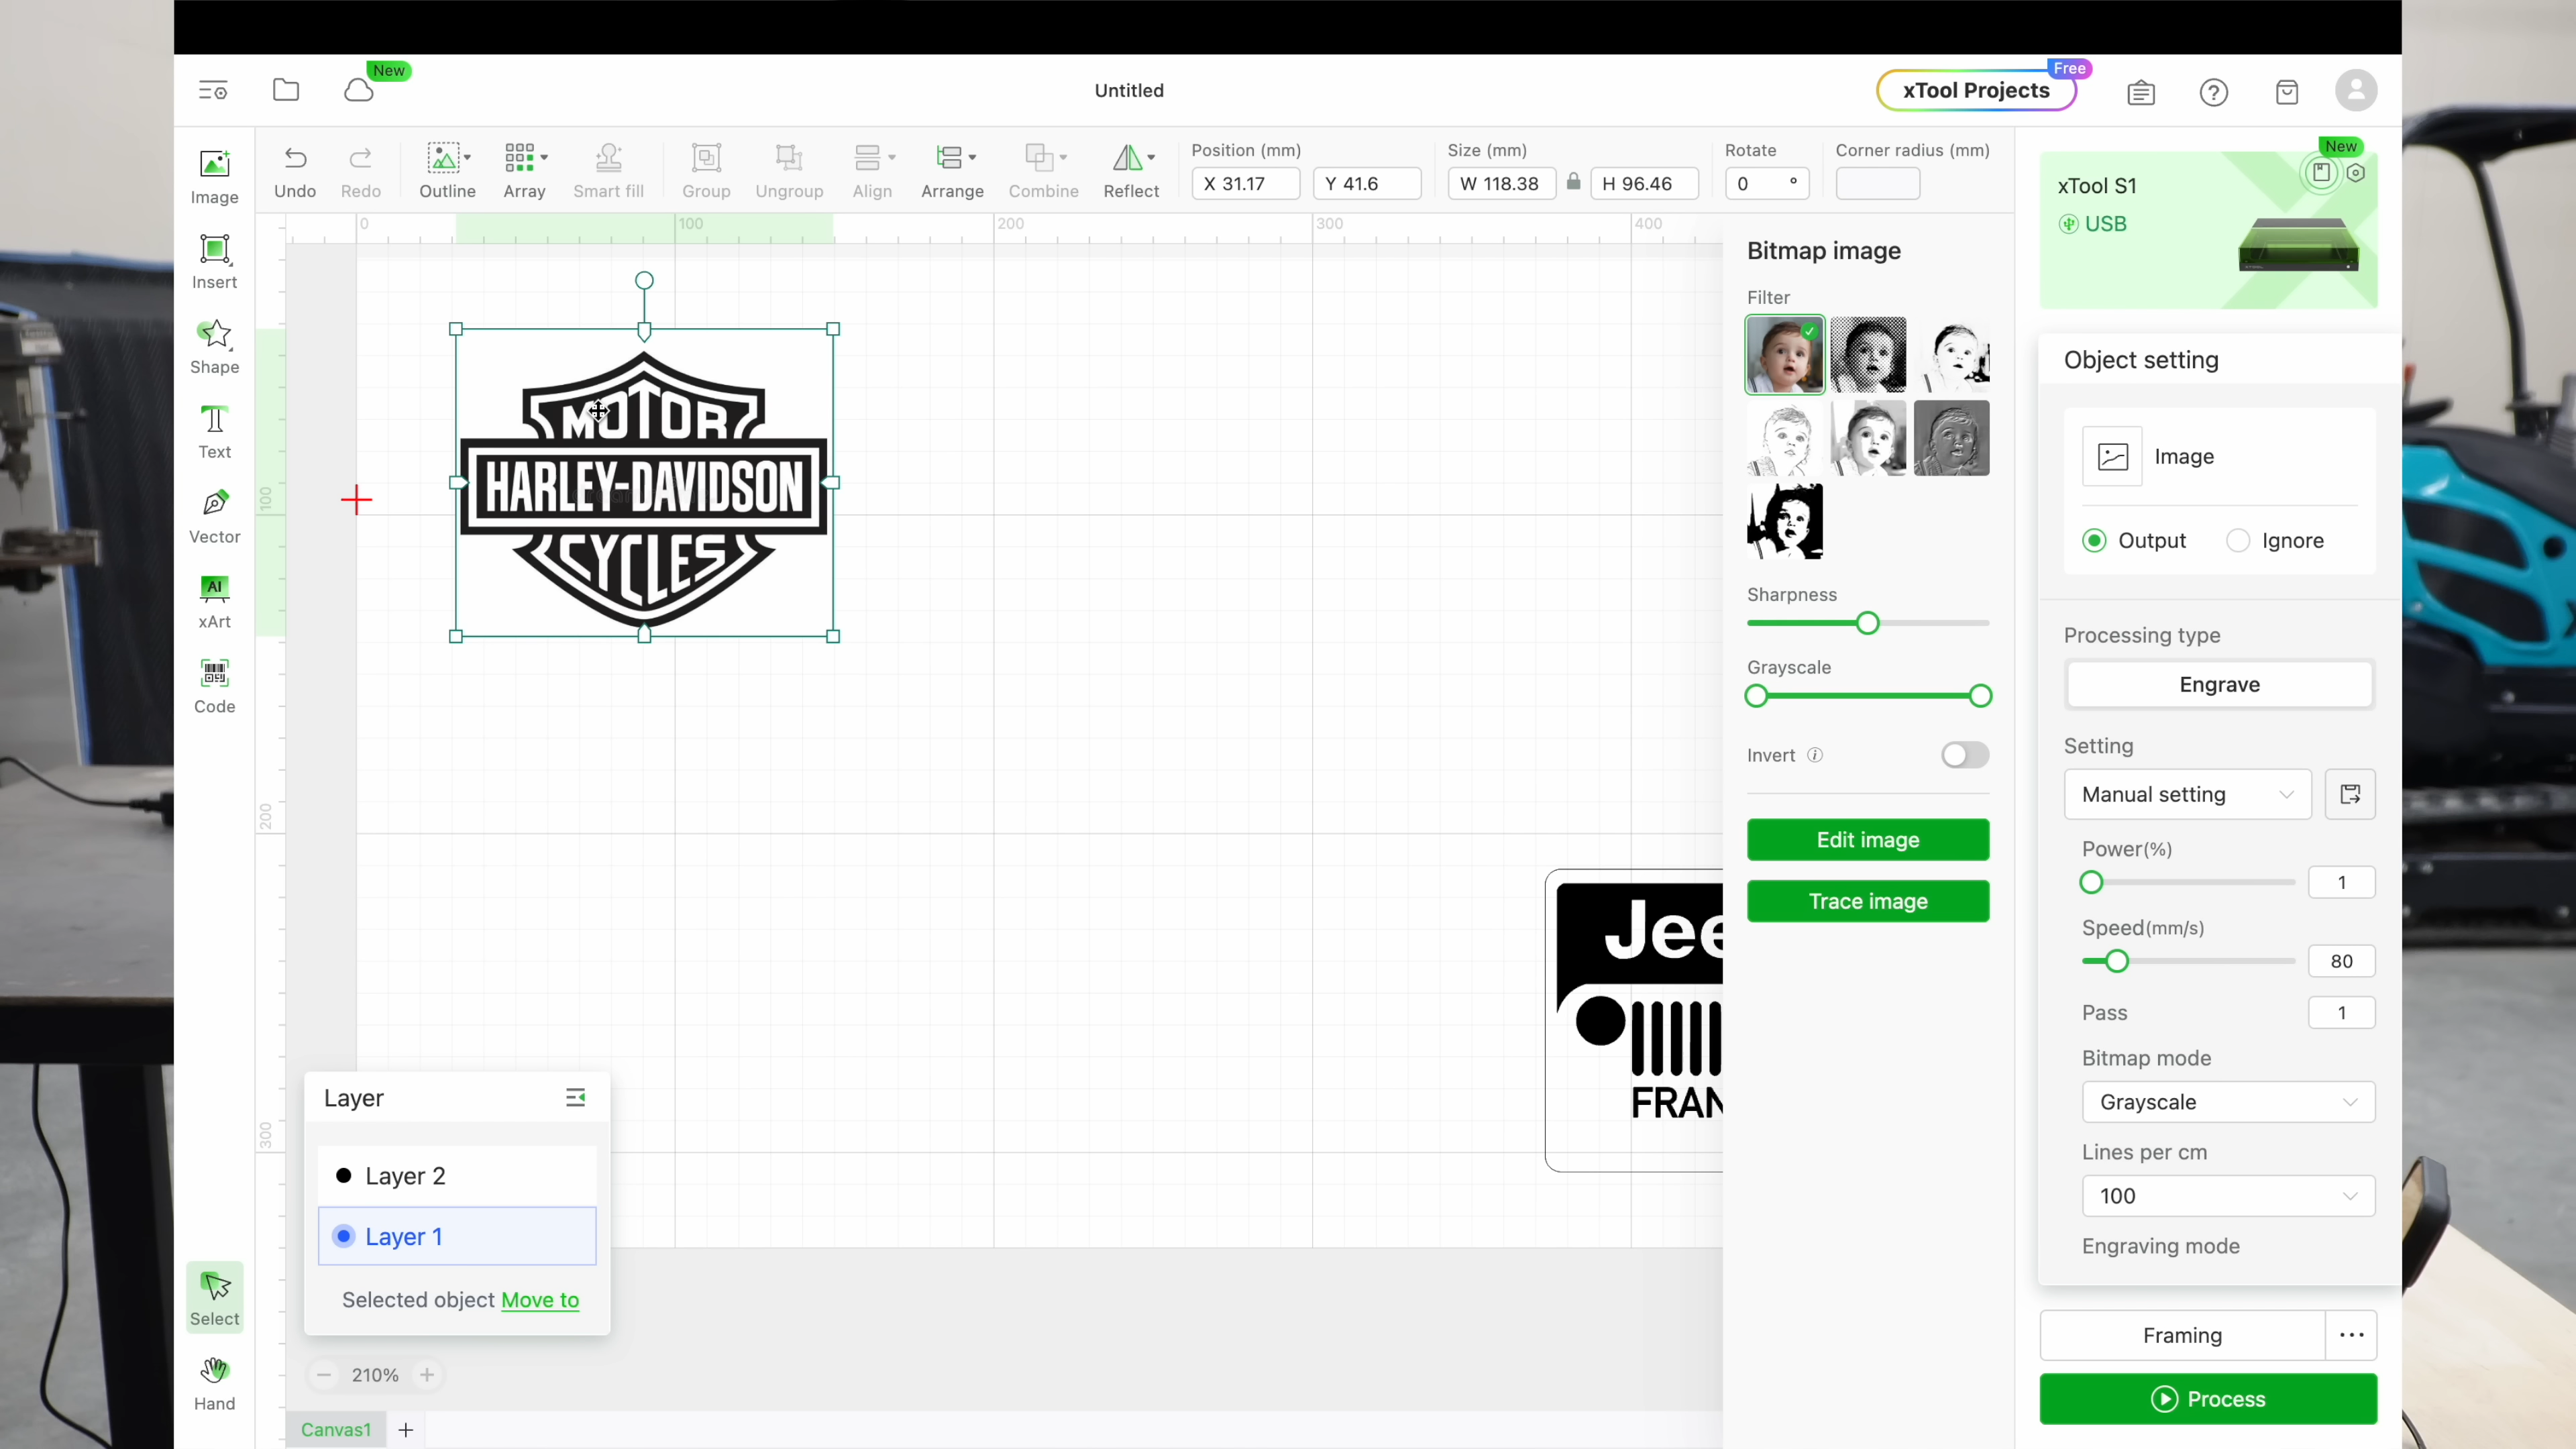 New
Untitled
Free
xTool Projects
Image
Insert
Shape
Text
Vector
AI
xArt
Code
Select
Hand
Undo
Redo
Outline
Array
Smart fill
Group
Ungroup
Align
Arrange
Combine
Reflect
Position (mm)
X 31.17
Y 41.6
Size (mm)
W 118.38
H 96.46
Rotate
0 °
Corner radius (mm)
0
100
200
300
400
100
200
300
MOTOR
HARLEY-DAVIDSON
CYCLES
Jee
FRAN
Layer
Layer 2
Layer 1
Selected object Move to
210%
Canvas1
Bitmap image
Filter
Sharpness
Grayscale
Invert
Edit image
Trace image
New
xTool S1
USB
Object setting
Image
Output
Ignore
Processing type
Engrave
Setting
Manual setting
Power(%)
1
Speed(mm/s)
80
Pass
1
Bitmap mode
Grayscale
Lines per cm
100
Engraving mode
Framing
Process